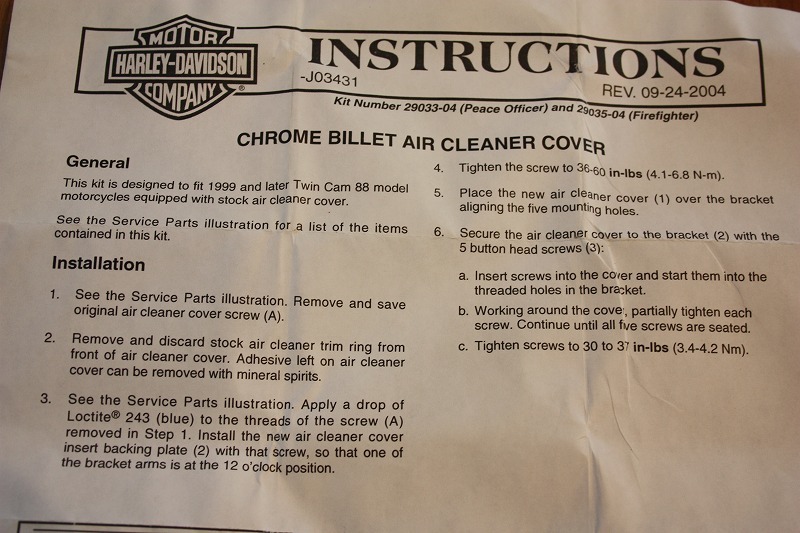 MOTOR
HARLEY-DAVIDSON
COMPANY
®
INSTRUCTIONS
-J03431
REV. 09-24-2004
Kit Number 29033-04 (Peace Officer) and 29035-04 (Firefighter)
CHROME BILLET AIR CLEANER COVER
General
This kit is designed to fit 1999 and later Twin Cam 88 model
motorcycles equipped with stock air cleaner cover.
See the Service Parts illustration for a list of the items
contained in this kit.
Installation
1. See the Service Parts illustration. Remove and save
original air cleaner cover screw (A).
2. Remove and discard stock air cleaner trim ring from
front of air cleaner cover. Adhesive left on air cleaner
cover can be removed with mineral spirits.
3. See the Service Parts illustration. Apply a drop of
Loctite® 243 (blue) to the threads of the screw (A)
removed in Step 1. Install the new air cleaner cover
insert backing plate (2) with that screw, so that one of
the bracket arms is at the 12 o'clock position.
4. Tighten the screw to 36-60 in-lbs (4.1-6.8 N-m).
5. Place the new air cleaner cover (1) over the bracket
aligning the five mounting holes.
6. Secure the air cleaner cover to the bracket (2) with the
5 button head screws (3):
a. Insert screws into the cover and start them into the
threaded holes in the bracket.
b. Working around the cover, partially tighten each
screw. Continue until all five screws are seated.
c. Tighten screws to 30 to 37 in-lbs (3.4-4.2 Nm).